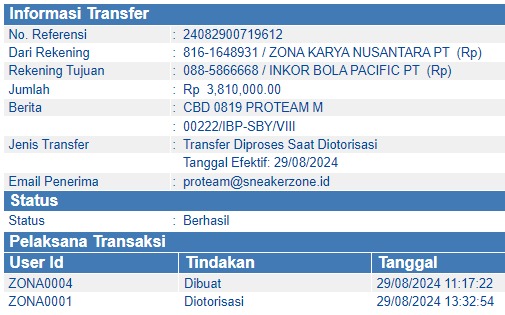 Informasi Transfer
No. Referensi : 24082900719612
Dari Rekening : 816-1648931 / ZONA KARYA NUSANTARA PT (Rp)
Rekening Tujuan : 088-5866668 / INKOR BOLA PACIFIC PT (Rp)
Jumlah : Rp 3,810,000.00
Berita : CBD 0819 PROTEAM M
: 00222/IBP-SBY/VIII
Jenis Transfer : Transfer Diproses Saat Diotorisasi
Tanggal Efektif: 29/08/2024
Email Penerima : proteam@sneakerzone.id
Status
Status : Berhasil
Pelaksana Transaksi
User Id Tindakan Tanggal
ZONA0004 Dibuat 29/08/2024 11:17:22
ZONA0001 Diotorisasi 29/08/2024 13:32:54